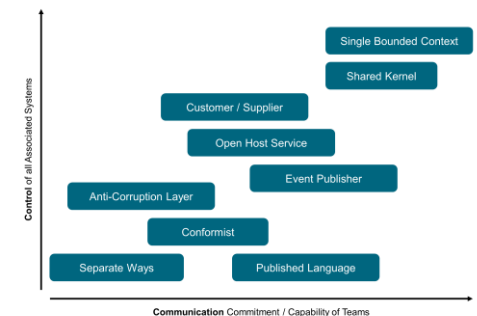 Single Bounded Context
Shared Kernel
Customer / Supplier
Open Host Service
Event Publisher
Anti-Corruption Layer
Conformist
Separate Ways
Published Language
Control of all Associated Systems
Communication Commitment / Capability of Teams